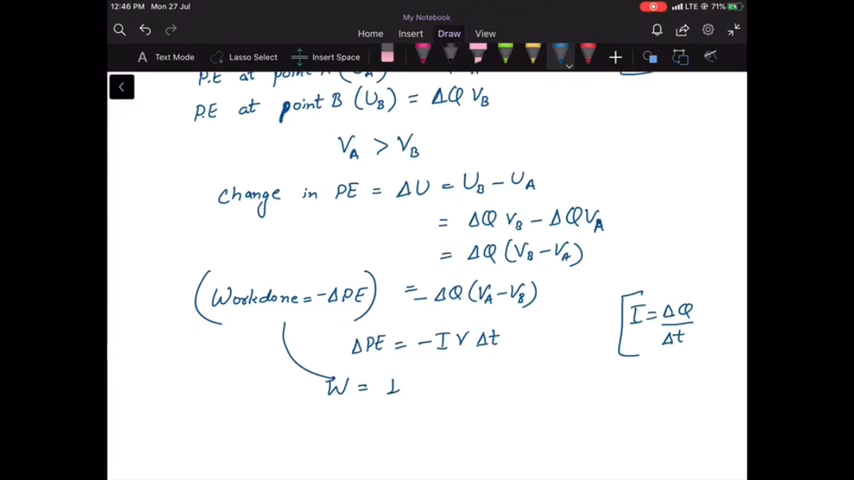 12:46 PM Mon 27 Jul
LTE 71%
My Notebook
Home Insert Draw View
Text Mode Lasso Select Insert Space
P.E at point
P.E at point B (U_B) = ΔQ V_B
V_A > V_B
Change in PE = ΔU = U_B - U_A
= ΔQ V_B - ΔQ V_A
= ΔQ (V_B - V_A)
(Workdone = -ΔPE) = - ΔQ (V_A - V_B)
[I = ΔQ/Δt
ΔPE = - I V Δt
W = I